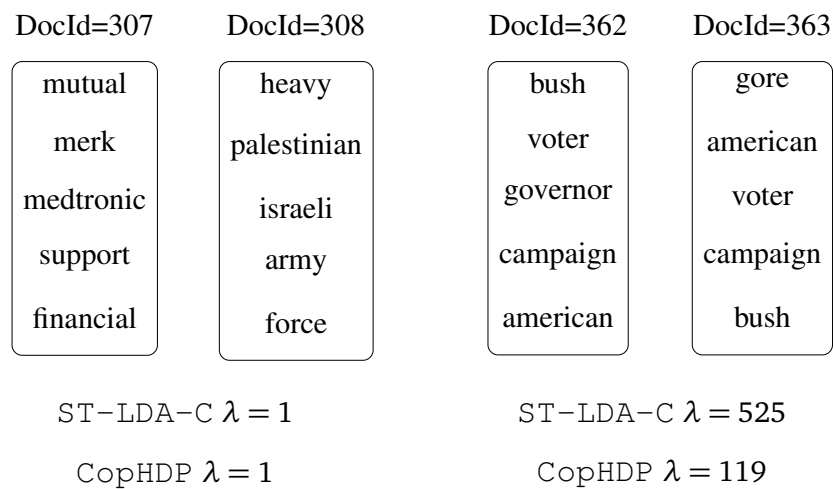 DocId=307
DocId=308
DocId=362
DocId=363
mutual
merk
medtronic
support
financial
heavy
palestinian
israeli
army
force
bush
voter
governor
campaign
american
gore
american
voter
campaign
bush
ST-LDA-C λ = 1
CopHDP λ = 1
ST-LDA-C λ = 525
CopHDP λ = 119